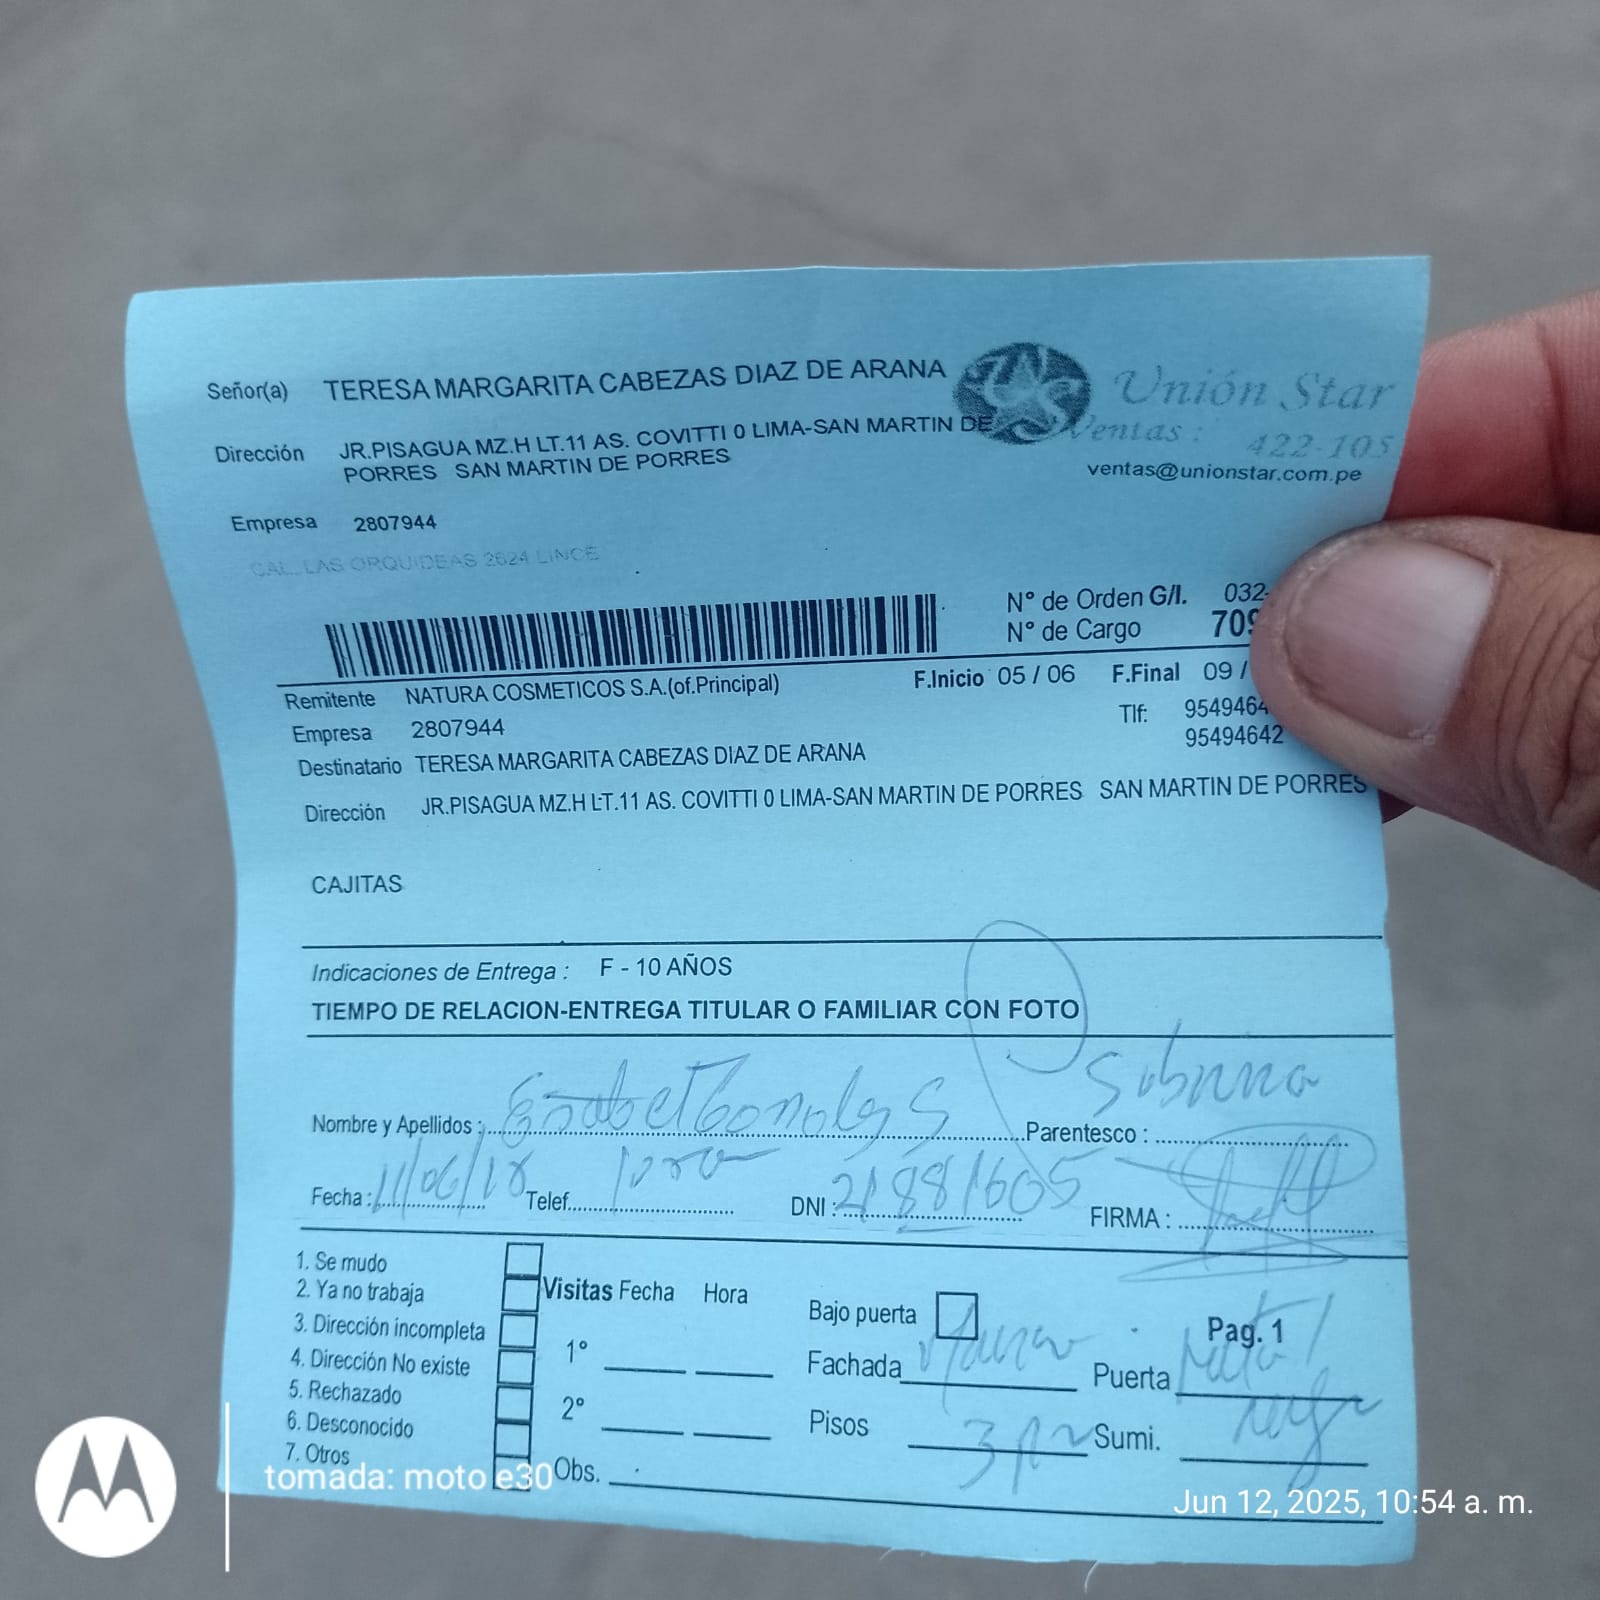 Señor(a) TERESA MARGARITA CABEZAS DIAZ DE ARANA
Unión Star
Dirección JR.PISAGUA MZ.H LT.11 AS. COVITTI 0 LIMA-SAN MARTIN DE
PORRES SAN MARTIN DE PORRES
Ventas : 422-105
ventas@unionstar.com.pe
Empresa 2807944
CAL. LAS ORQUIDEAS 2624 LINCE
N° de Orden G/I. 032-
N° de Cargo 709
Remitente NATURA COSMETICOS S.A.(of.Principal)
F.Inicio 05 / 06 F.Final 09 /
Empresa 2807944
Tlf: 9549464
95494642
Destinatario TERESA MARGARITA CABEZAS DIAZ DE ARANA
Dirección JR.PISAGUA MZ.H LT.11 AS. COVITTI 0 LIMA-SAN MARTIN DE PORRES SAN MARTIN DE PORRES
CAJITAS
Indicaciones de Entrega : F - 10 AÑOS
TIEMPO DE RELACION-ENTREGA TITULAR O FAMILIAR CON FOTO
Nombre y Apellidos : Parentesco :
Fecha : Telef. DNI : 21881605 FIRMA :
1. Se mudo
2. Ya no trabaja
3. Dirección incompleta
4. Dirección No existe
5. Rechazado
6. Desconocido
7. Otros
Visitas Fecha Hora
1°
2°
Obs.
Bajo puerta Pag. 1
Fachada Puerta
Pisos 3 Sumi.
tomada: moto e30
Jun 12, 2025, 10:54 a. m.